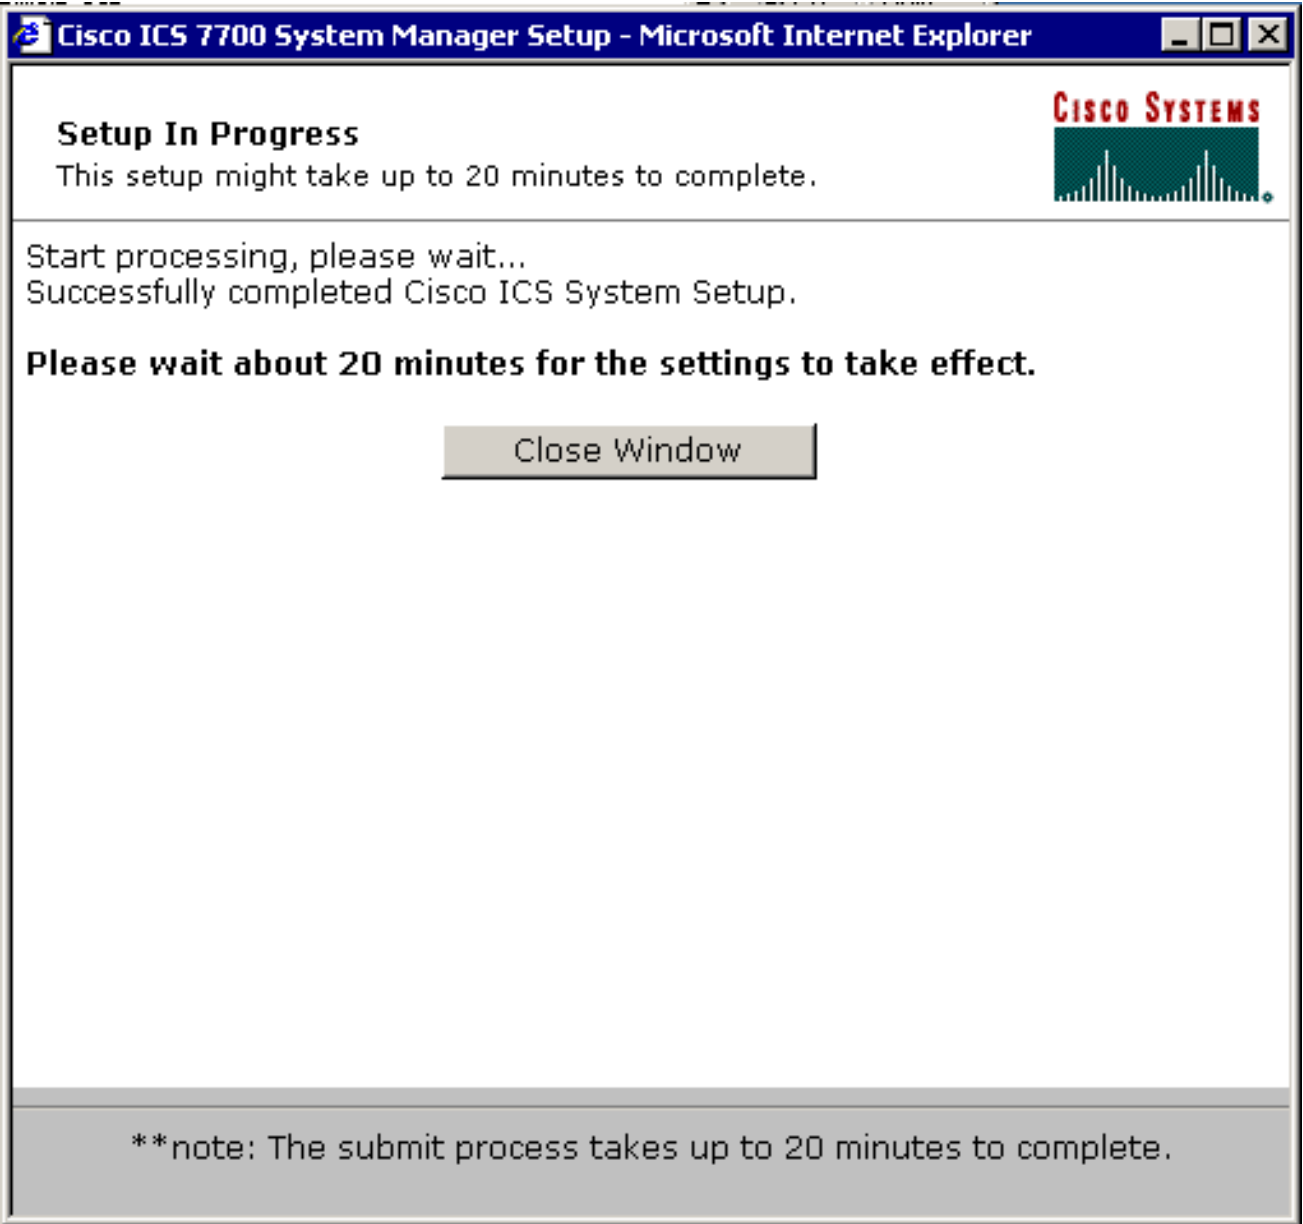 Cisco ICS 7700 System Manager Setup - Microsoft Internet Explorer
CISCO SYSTEMS
Setup In Progress
This setup might take up to 20 minutes to complete.
Start processing, please wait...
Successfully completed Cisco ICS System Setup.
Please wait about 20 minutes for the settings to take effect.
Close Window
**note: The submit process takes up to 20 minutes to complete.